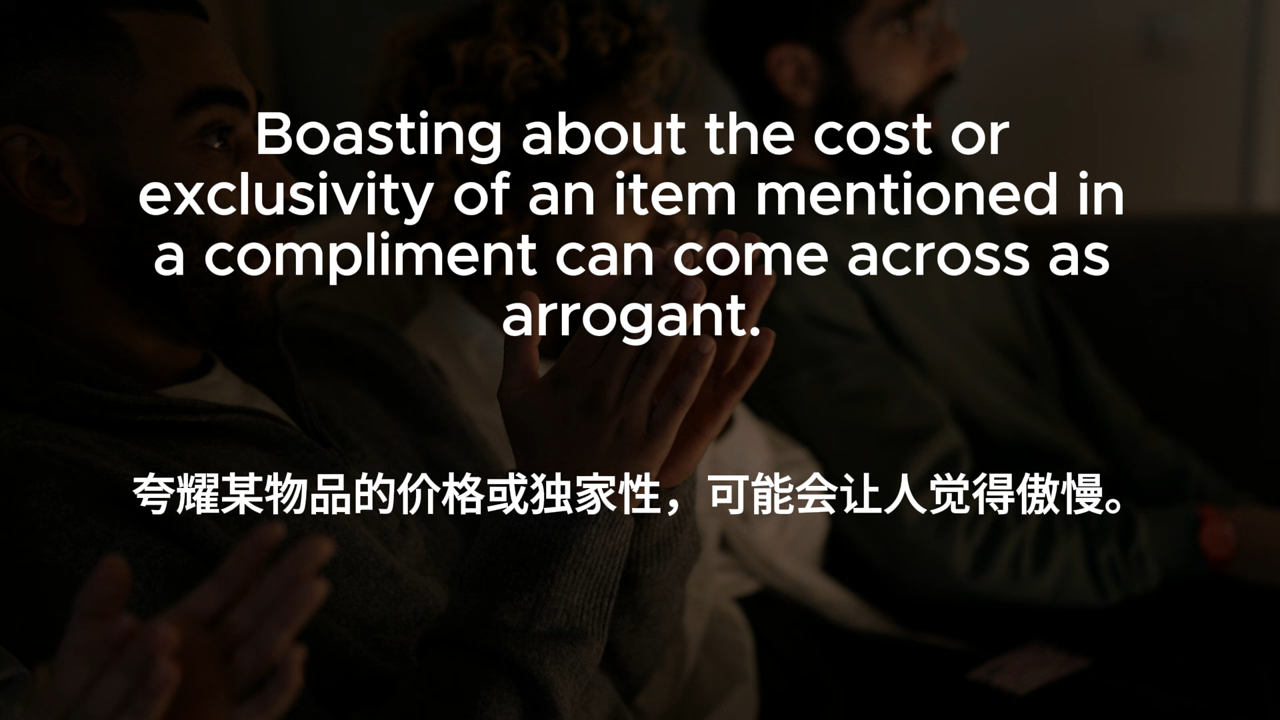 Boasting about the cost or
exclusivity of an item mentioned in
a compliment can come across as
arrogant.
夸耀某物品的价格或独家性，可能会让人觉得傲慢。